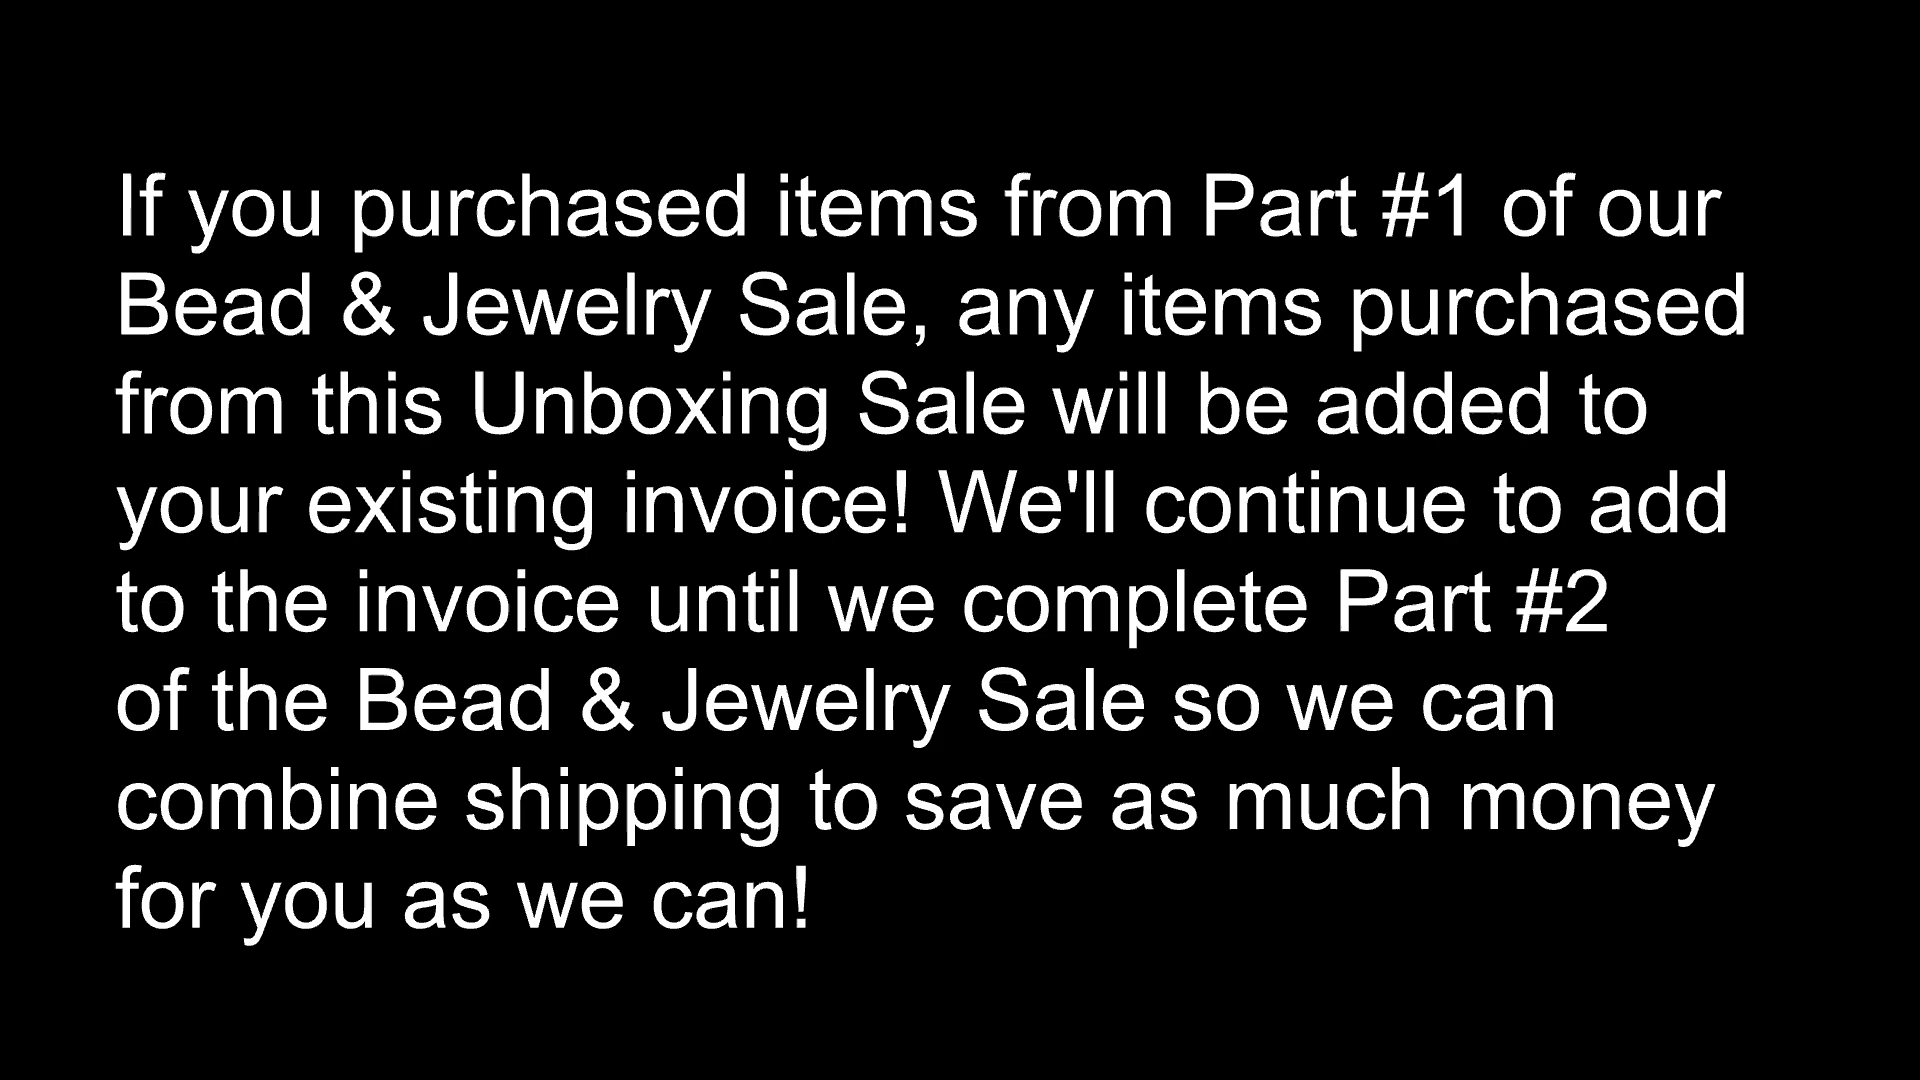 If you purchased items from Part #1 of our
Bead & Jewelry Sale, any items purchased
from this Unboxing Sale will be added to
your existing invoice! We'll continue to add
to the invoice until we complete Part #2
of the Bead & Jewelry Sale so we can
combine shipping to save as much money
for you as we can!